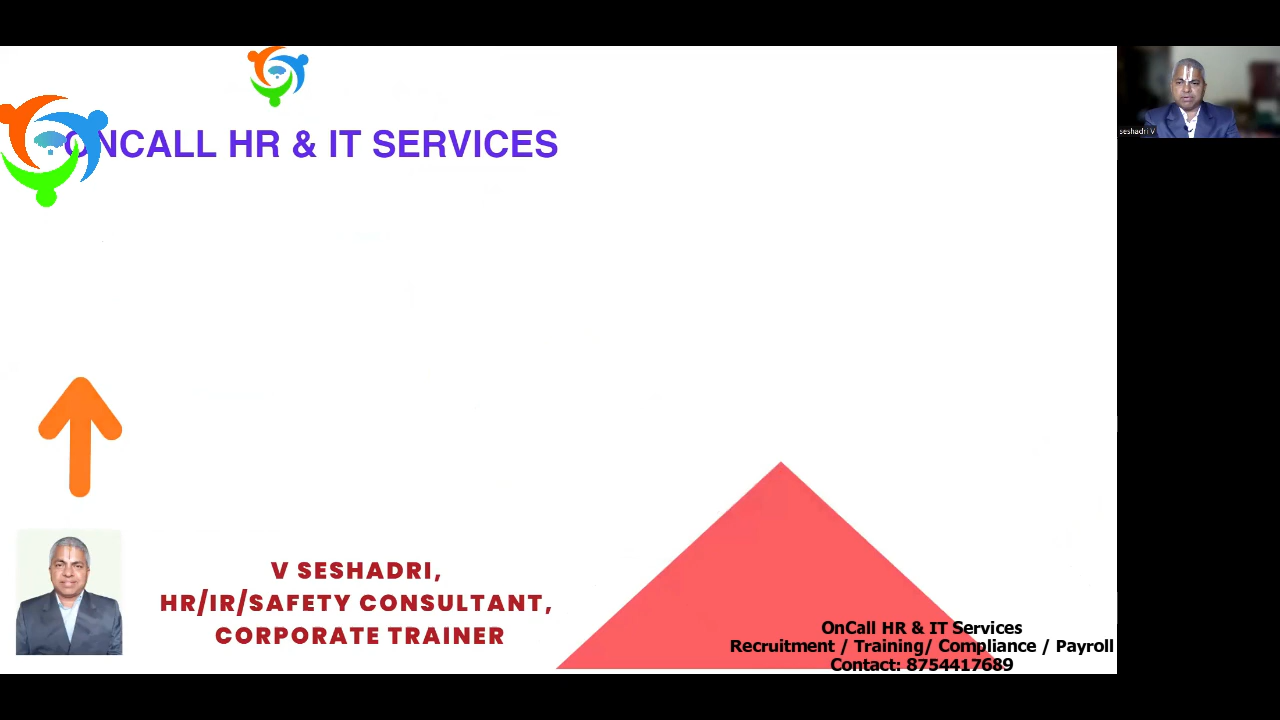 ONCALL HR & IT SERVICES
seshadri V
V SESHADRI,
HR/IR/SAFETY CONSULTANT,
CORPORATE TRAINER
OnCall HR & IT Services
Recruitment / Training/ Compliance / Payroll
Contact: 8754417689